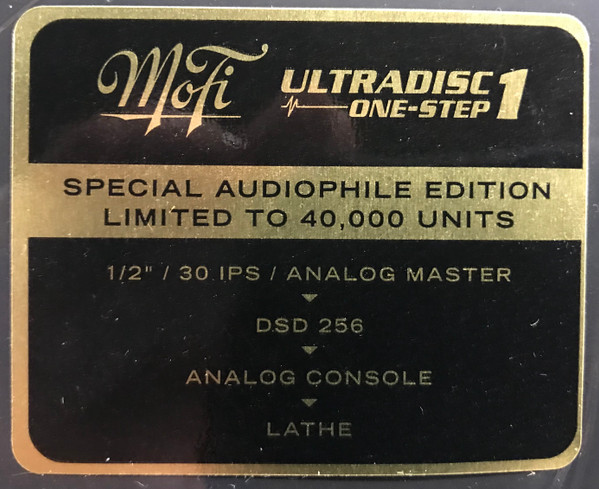 MoFi
ULTRADISC
ONE-STEP 1
SPECIAL AUDIOPHILE EDITION
LIMITED TO 40,000 UNITS
1/2" / 30 IPS / ANALOG MASTER
DSD 256
ANALOG CONSOLE
LATHE